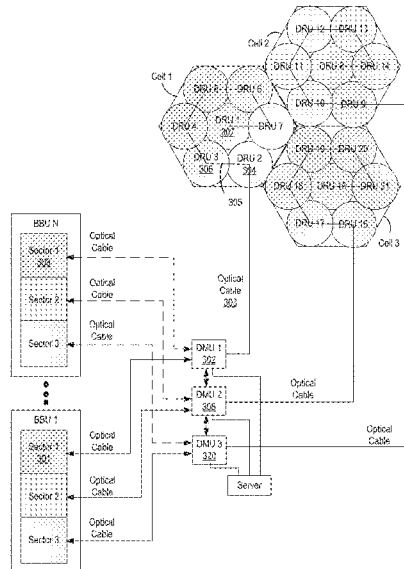 DRU 12
DRU 13
Cell 2
DRU 11
DRU 8
DRU 14
DRU 10
DRU 9
Cell 1
DRU 5
DRU 6
DRU 4
DRU 1
302
DRU 7
DRU 3
306
DRU 2
304
305
DRU 19
DRU 20
DRU 18
DRU 21
DRU 17
DRU 15
Cell 3
BBU N
Sector 1
Sector 2
Sector 3
Optical
Cable
Optical
Cable
Optical
Cable
Optical
Cable
303
DMU 1
302
DMU 2
DMU 3
320
Optical
Cable
Optical
Cable
Server
BBU 1
Sector 1
301
Sector 2
Sector 3
Optical
Cable
Optical
Cable
Optical
Cable